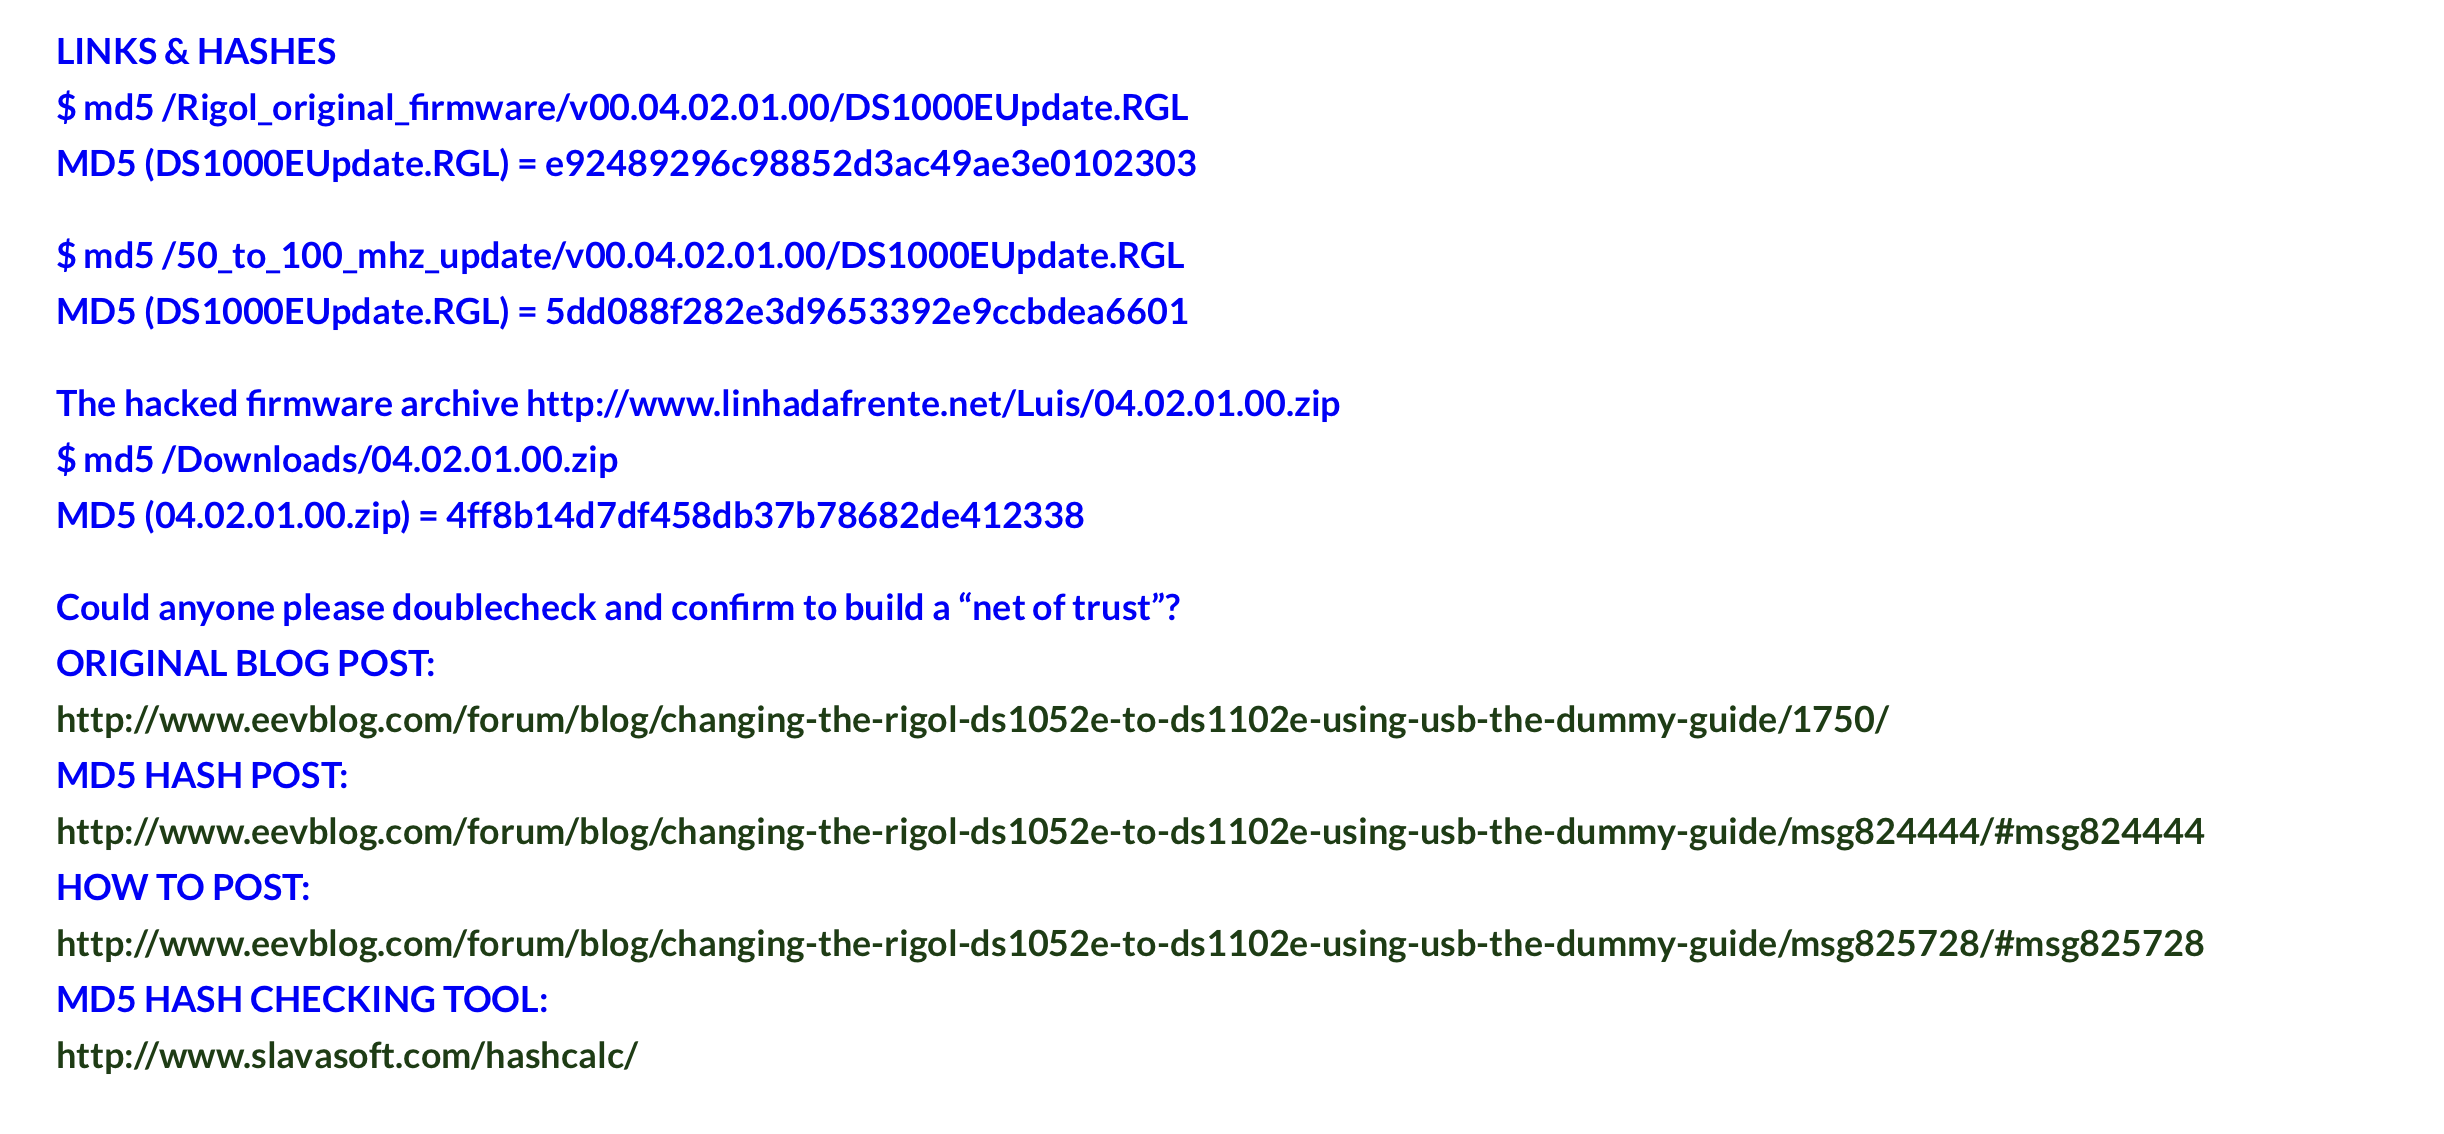 LINKS & HASHES
$ md5 /Rigol_original_firmware/v00.04.02.01.00/DS1000EUpdate.RGL
MD5 (DS1000EUpdate.RGL) = e92489296c98852d3ac49ae3e0102303
$ md5 /50_to_100_mhz_update/v00.04.02.01.00/DS1000EUpdate.RGL
MD5 (DS1000EUpdate.RGL) = 5dd088f282e3d9653392e9ccbdea6601
The hacked firmware archive http://www.linhadafrente.net/Luis/04.02.01.00.zip
$ md5 /Downloads/04.02.01.00.zip
MD5 (04.02.01.00.zip) = 4ff8b14d7df458db37b78682de412338
Could anyone please doublecheck and confirm to build a “net of trust”?
ORIGINAL BLOG POST:
http://www.eevblog.com/forum/blog/changing-the-rigol-ds1052e-to-ds1102e-using-usb-the-dummy-guide/1750/
MD5 HASH POST:
http://www.eevblog.com/forum/blog/changing-the-rigol-ds1052e-to-ds1102e-using-usb-the-dummy-guide/msg824444/#msg824444
HOW TO POST:
http://www.eevblog.com/forum/blog/changing-the-rigol-ds1052e-to-ds1102e-using-usb-the-dummy-guide/msg825728/#msg825728
MD5 HASH CHECKING TOOL:
http://www.slavasoft.com/hashcalc/